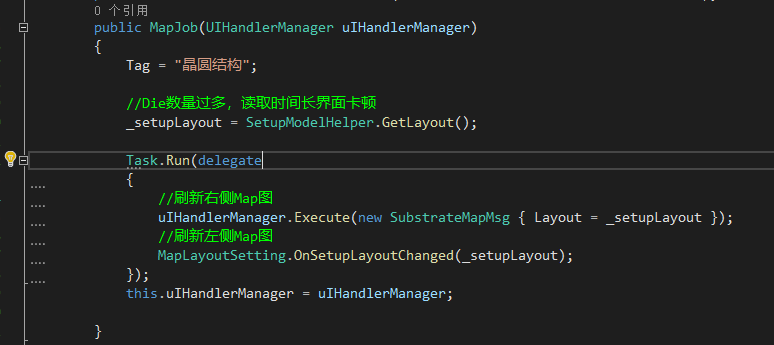 0 个引用
public MapJob(UIHandlerManager uIHandlerManager)
{
Tag = "晶圆结构";
//Die数量过多，读取时间长界面卡顿
_setupLayout = SetupModelHelper.GetLayout();
Task.Run(delegate
{
//刷新右侧Map图
uIHandlerManager.Execute(new SubstrateMapMsg { Layout = _setupLayout });
//刷新左侧Map图
MapLayoutSetting.OnSetupLayoutChanged(_setupLayout);
});
this.uIHandlerManager = uIHandlerManager;
}